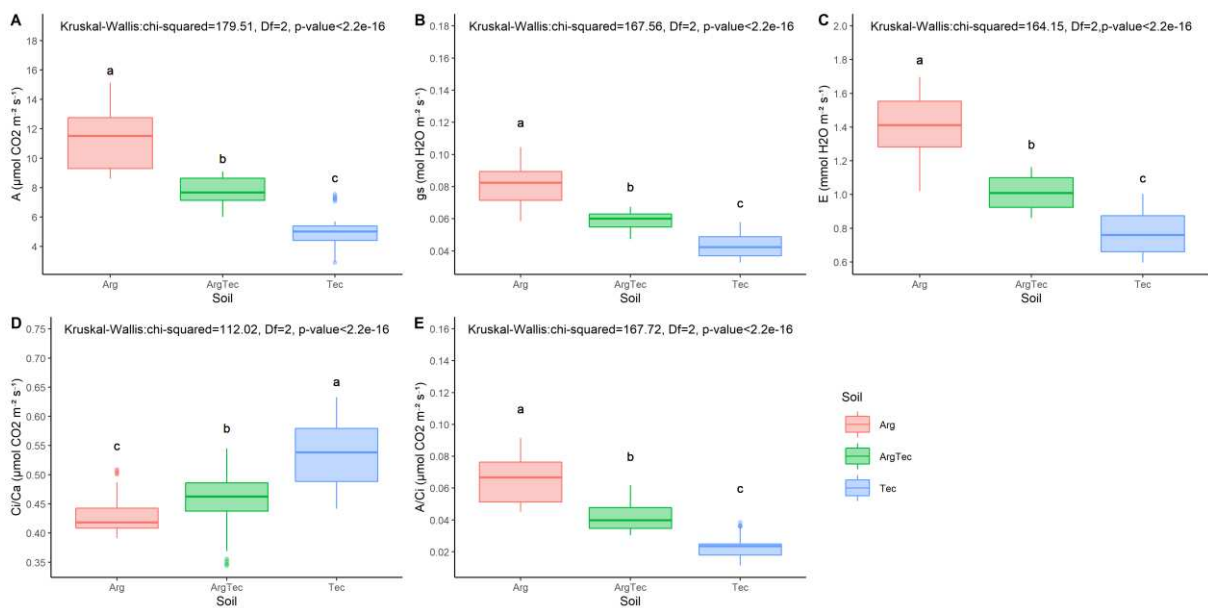 A
Kruskal-Wallis:chi-squared=179.51, Df=2, p-value<2.2e-16
A (µmol CO2 m⁻² s⁻¹)
18
16
14
12
10
8
6
4
a
b
c
Arg
ArgTec
Tec
Soil
B
Kruskal-Wallis:chi-squared=167.56, Df=2, p-value<2.2e-16
gs (mol H2O m⁻² s⁻¹)
0.18
0.16
0.14
0.12
0.10
0.08
0.06
0.04
a
b
c
Arg
ArgTec
Tec
Soil
C
Kruskal-Wallis:chi-squared=164.15, Df=2,p-value<2.2e-16
E (mmol H2O m⁻² s⁻¹)
2.0
1.8
1.6
1.4
1.2
1.0
0.8
0.6
a
b
c
Arg
ArgTec
Tec
Soil
D
Kruskal-Wallis:chi-squared=112.02, Df=2, p-value<2.2e-16
Ci/Ca (µmol CO2 m⁻² s⁻¹)
0.75
0.70
0.65
0.60
0.55
0.50
0.45
0.40
0.35
c
b
a
Arg
ArgTec
Tec
Soil
E
Kruskal-Wallis:chi-squared=167.72, Df=2, p-value<2.2e-16
A/Ci (µmol CO2 m⁻² s⁻¹)
0.16
0.14
0.12
0.10
0.08
0.06
0.04
0.02
a
b
c
Arg
ArgTec
Tec
Soil
Soil
Arg
ArgTec
Tec